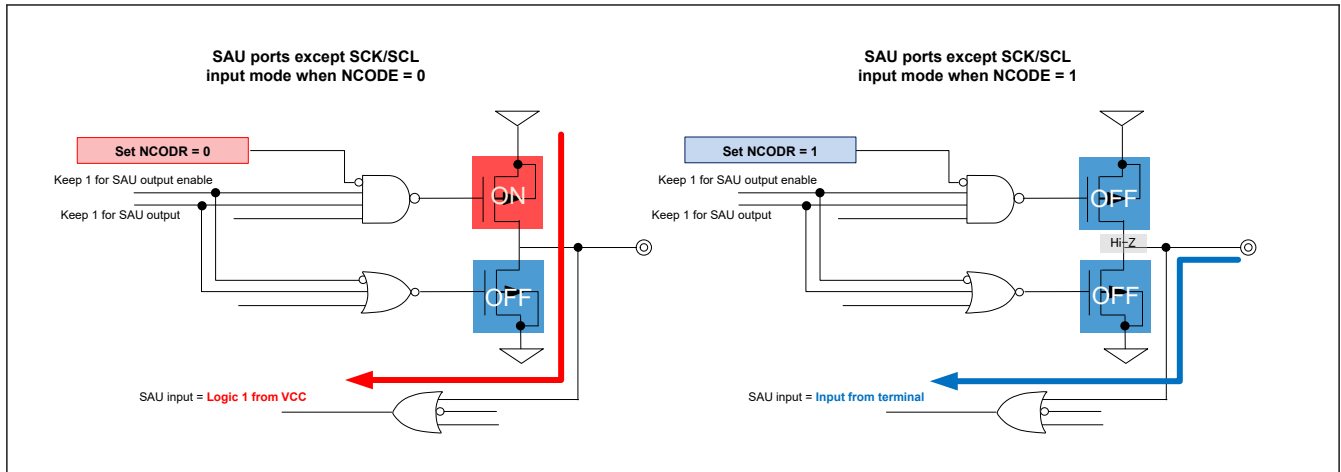 SAU ports except SCK/SCL
input mode when NCODE = 0
Set NCODR = 0
Keep 1 for SAU output enable
Keep 1 for SAU output
ON
OFF
SAU input = Logic 1 from VCC
SAU ports except SCK/SCL
input mode when NCODE = 1
Set NCODR = 1
Keep 1 for SAU output enable
Keep 1 for SAU output
OFF
Hi−Z
OFF
SAU input = Input from terminal